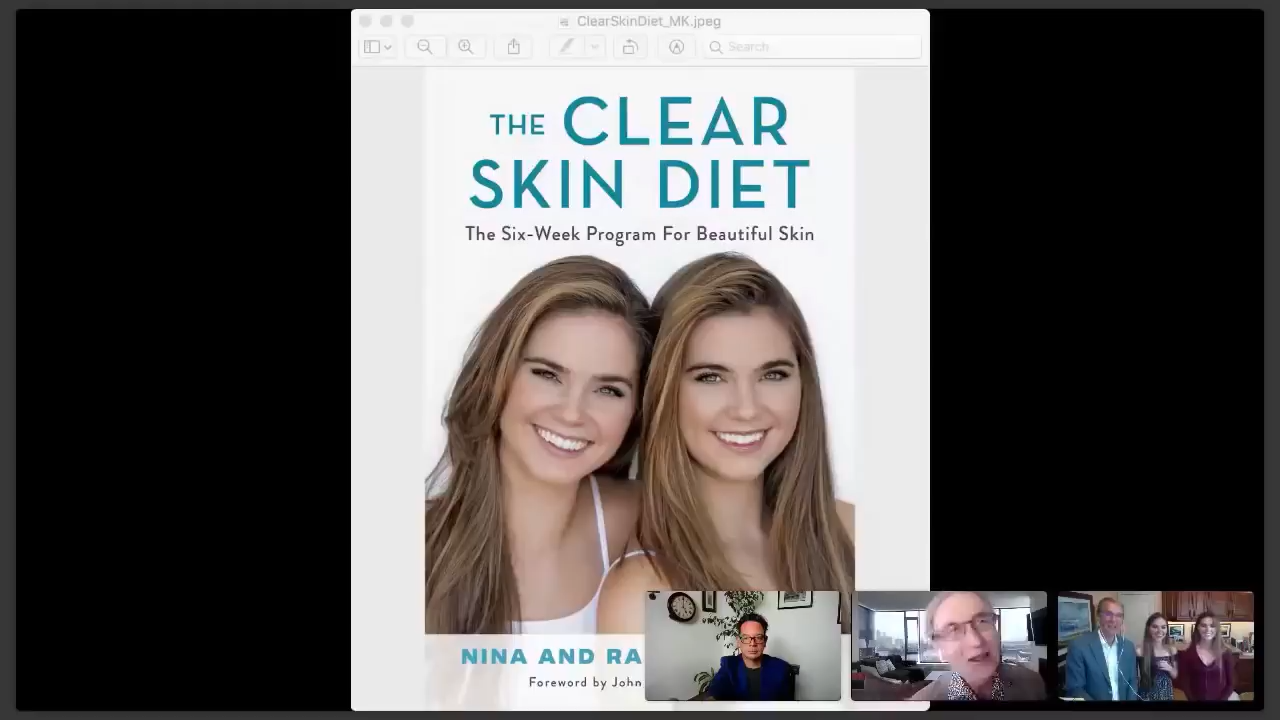 ClearSkinDiet_MK.jpeg
Search
THE CLEAR
SKIN DIET
The Six-Week Program For Beautiful Skin
NINA AND RA
Foreword by John